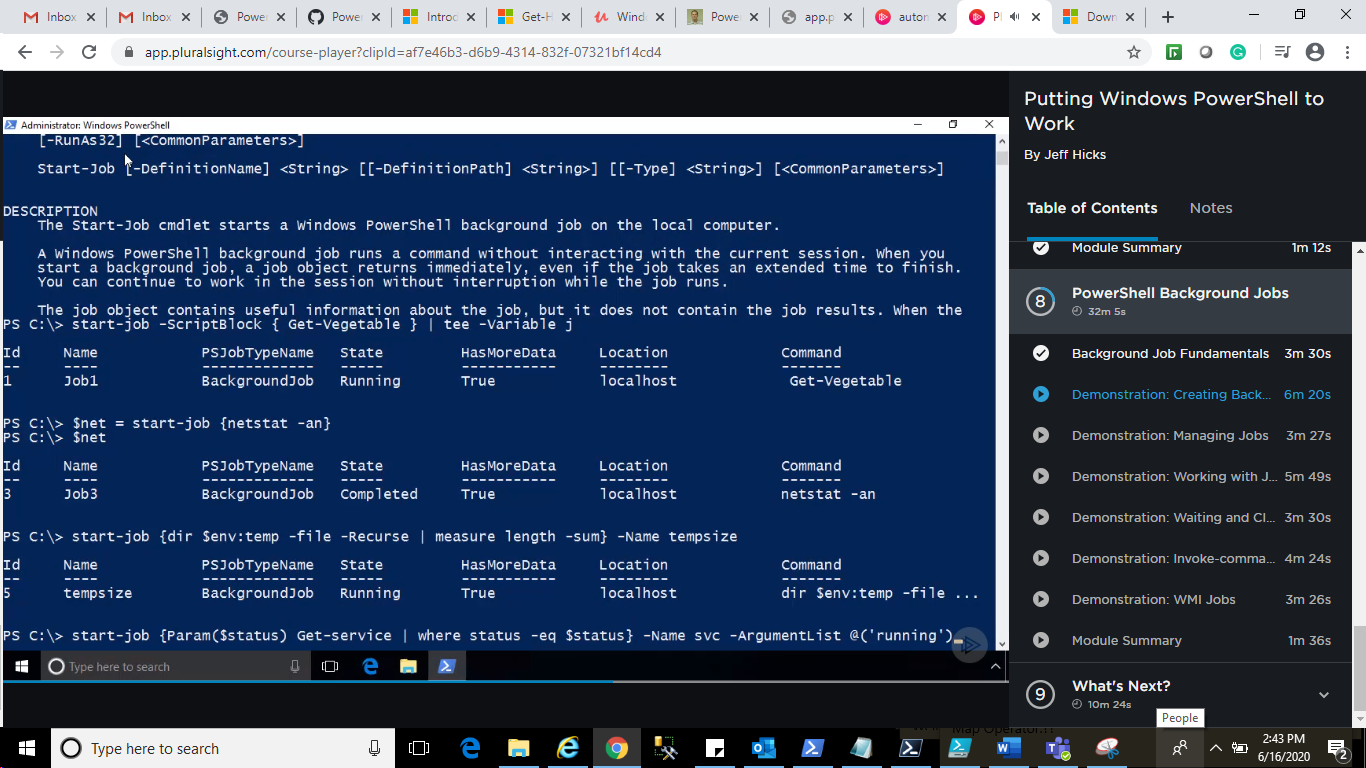 Inbox
Inbox
Power
Power
Introd
Get-H
Wind
Powe
app.p
auton
Pl
Down
app.pluralsight.com/course-player?clipId=af7e46b3-d6b9-4314-832f-07321bf14cd4
Administrator: Windows PowerShell
[-RunAs32] [<CommonParameters>]
Start-Job [-DefinitionName] <String> [[-DefinitionPath] <String>] [[-Type] <String>] [<CommonParameters>]
DESCRIPTION
The Start-Job cmdlet starts a Windows PowerShell background job on the local computer.
A Windows PowerShell background job runs a command without interacting with the current session. When you
start a background job, a job object returns immediately, even if the job takes an extended time to finish.
You can continue to work in the session without interruption while the job runs.
The job object contains useful information about the job, but it does not contain the job results. When the
PS C:\> start-job -ScriptBlock { Get-Vegetable } | tee -Variable j
Id Name PSJobTypeName State HasMoreData Location Command
-- ---- ------------- ----- ----------- -------- -------
1 Job1 BackgroundJob Running True localhost Get-Vegetable
PS C:\> $net = start-job {netstat -an}
PS C:\> $net
Id Name PSJobTypeName State HasMoreData Location Command
-- ---- ------------- ----- ----------- -------- -------
3 Job3 BackgroundJob Completed True localhost netstat -an
PS C:\> start-job {dir $env:temp -file -Recurse | measure length -sum} -Name tempsize
Id Name PSJobTypeName State HasMoreData Location Command
-- ---- ------------- ----- ----------- -------- -------
5 tempsize BackgroundJob Running True localhost dir $env:temp -file ...
PS C:\> start-job {Param($status) Get-service | where status -eq $status} -Name svc -ArgumentList @('running')
Type here to search
Putting Windows PowerShell to
Work
By Jeff Hicks
Table of Contents Notes
Module Summary 1m 12s
8 PowerShell Background Jobs
32m 5s
Background Job Fundamentals 3m 30s
Demonstration: Creating Back... 6m 20s
Demonstration: Managing Jobs 3m 27s
Demonstration: Working with J... 5m 49s
Demonstration: Waiting and Cl... 3m 30s
Demonstration: Invoke-comma... 4m 24s
Demonstration: WMI Jobs 3m 26s
Module Summary 1m 36s
9 What's Next?
10m 24s
People
Type here to search
2:43 PM
6/16/2020
2